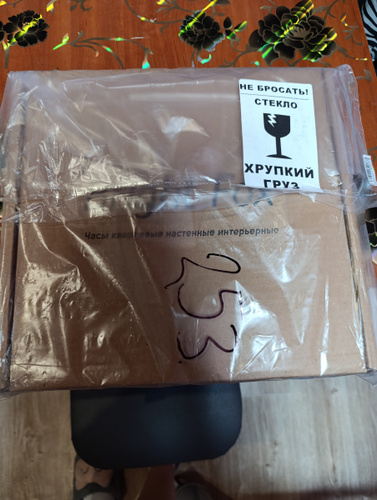 НЕ БРОСАТЬ!
СТЕКЛО
ХРУПКИЙ
ГРУЗ
Часы кварцевые настенные интерьерные
253